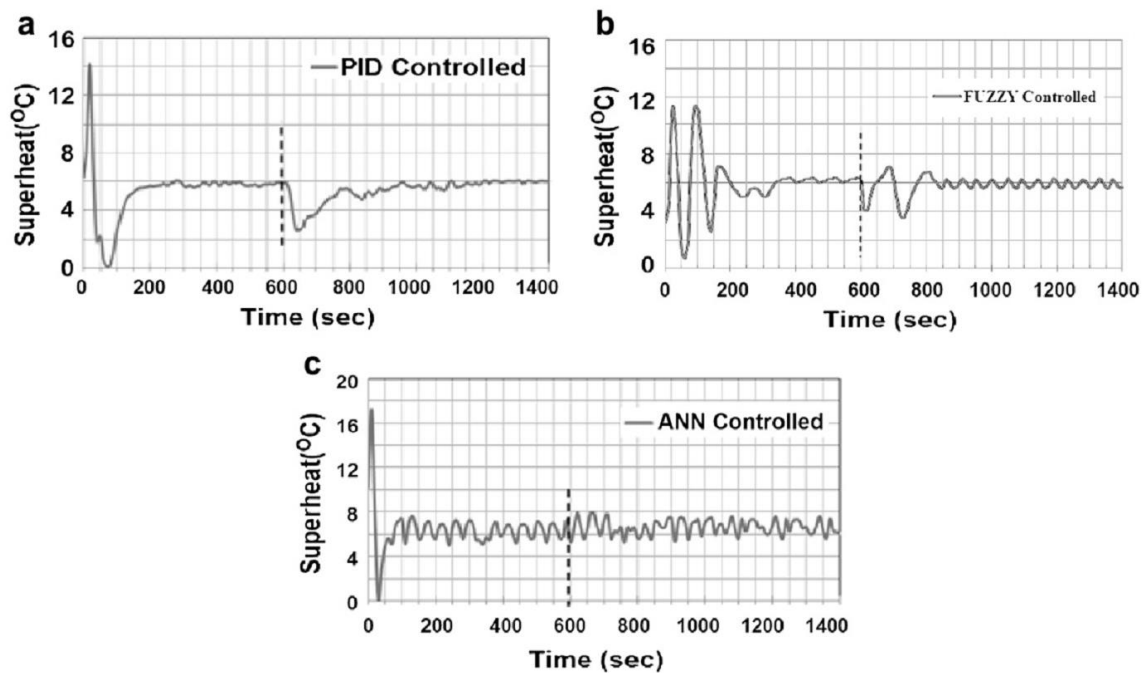 a
16
12
8
4
0
Superheat(°C)
PID Controlled
0 200 400 600 800 1000 1200 1400
Time (sec)
b
16
12
8
4
0
Superheat(°C)
FUZZY Controlled
0 200 400 600 800 1000 1200 1400
Time (sec)
c
20
16
12
8
4
0
Superheat(°C)
ANN Controlled
0 200 400 600 800 1000 1200 1400
Time (sec)